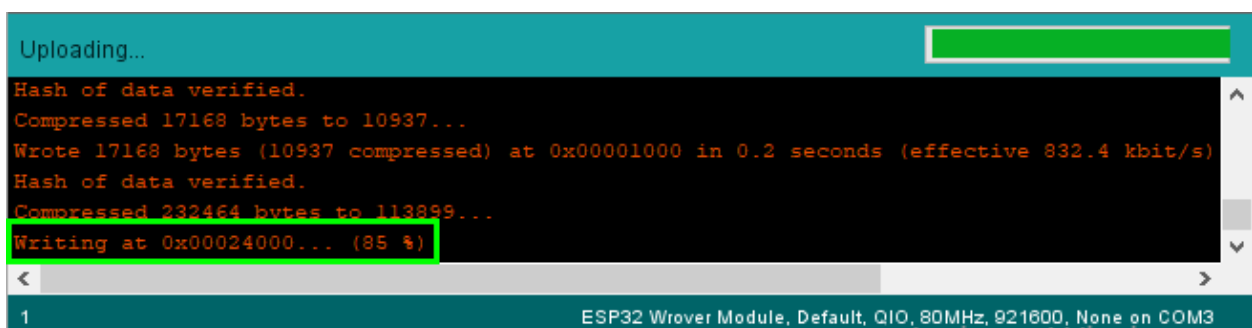 Uploading...
Hash of data verified.
Compressed 17168 bytes to 10937...
Wrote 17168 bytes (10937 compressed) at 0x00001000 in 0.2 seconds (effective 832.4 kbit/s)
Hash of data verified.
Compressed 232464 bytes to 113899...
Writing at 0x00024000... (85 %)
1 ESP32 Wrover Module, Default, QIO, 80MHz, 921600, None on COM3